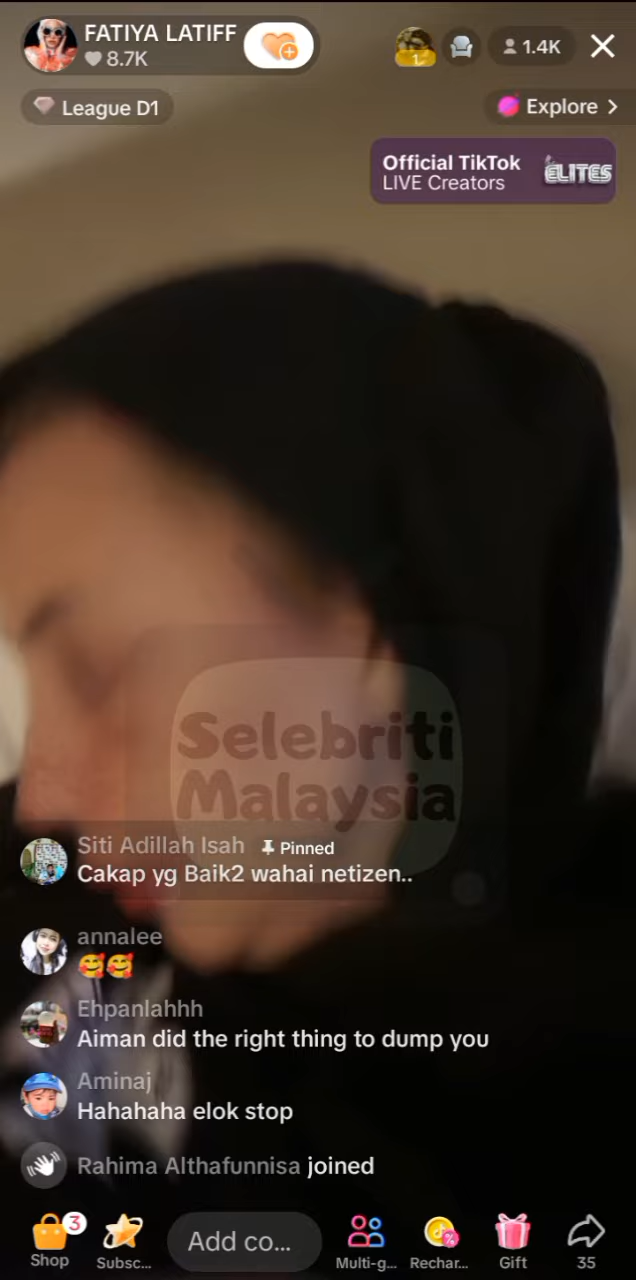 FATIYA LATIFF
8.7K
1
1.4K
League D1
Explore
Official TikTok
LIVE Creators
ELITES
Selebriti
Malaysia
Siti Adillah Isah Pinned
Cakap yg Baik2 wahai netizen..
annalee
Ehpanlahhh
Aiman did the right thing to dump you
Aminaj
Hahahaha elok stop
Rahima Althafunnisa joined
3
Shop
Subsc...
Add co...
Multi-g...
Rechar...
Gift
35